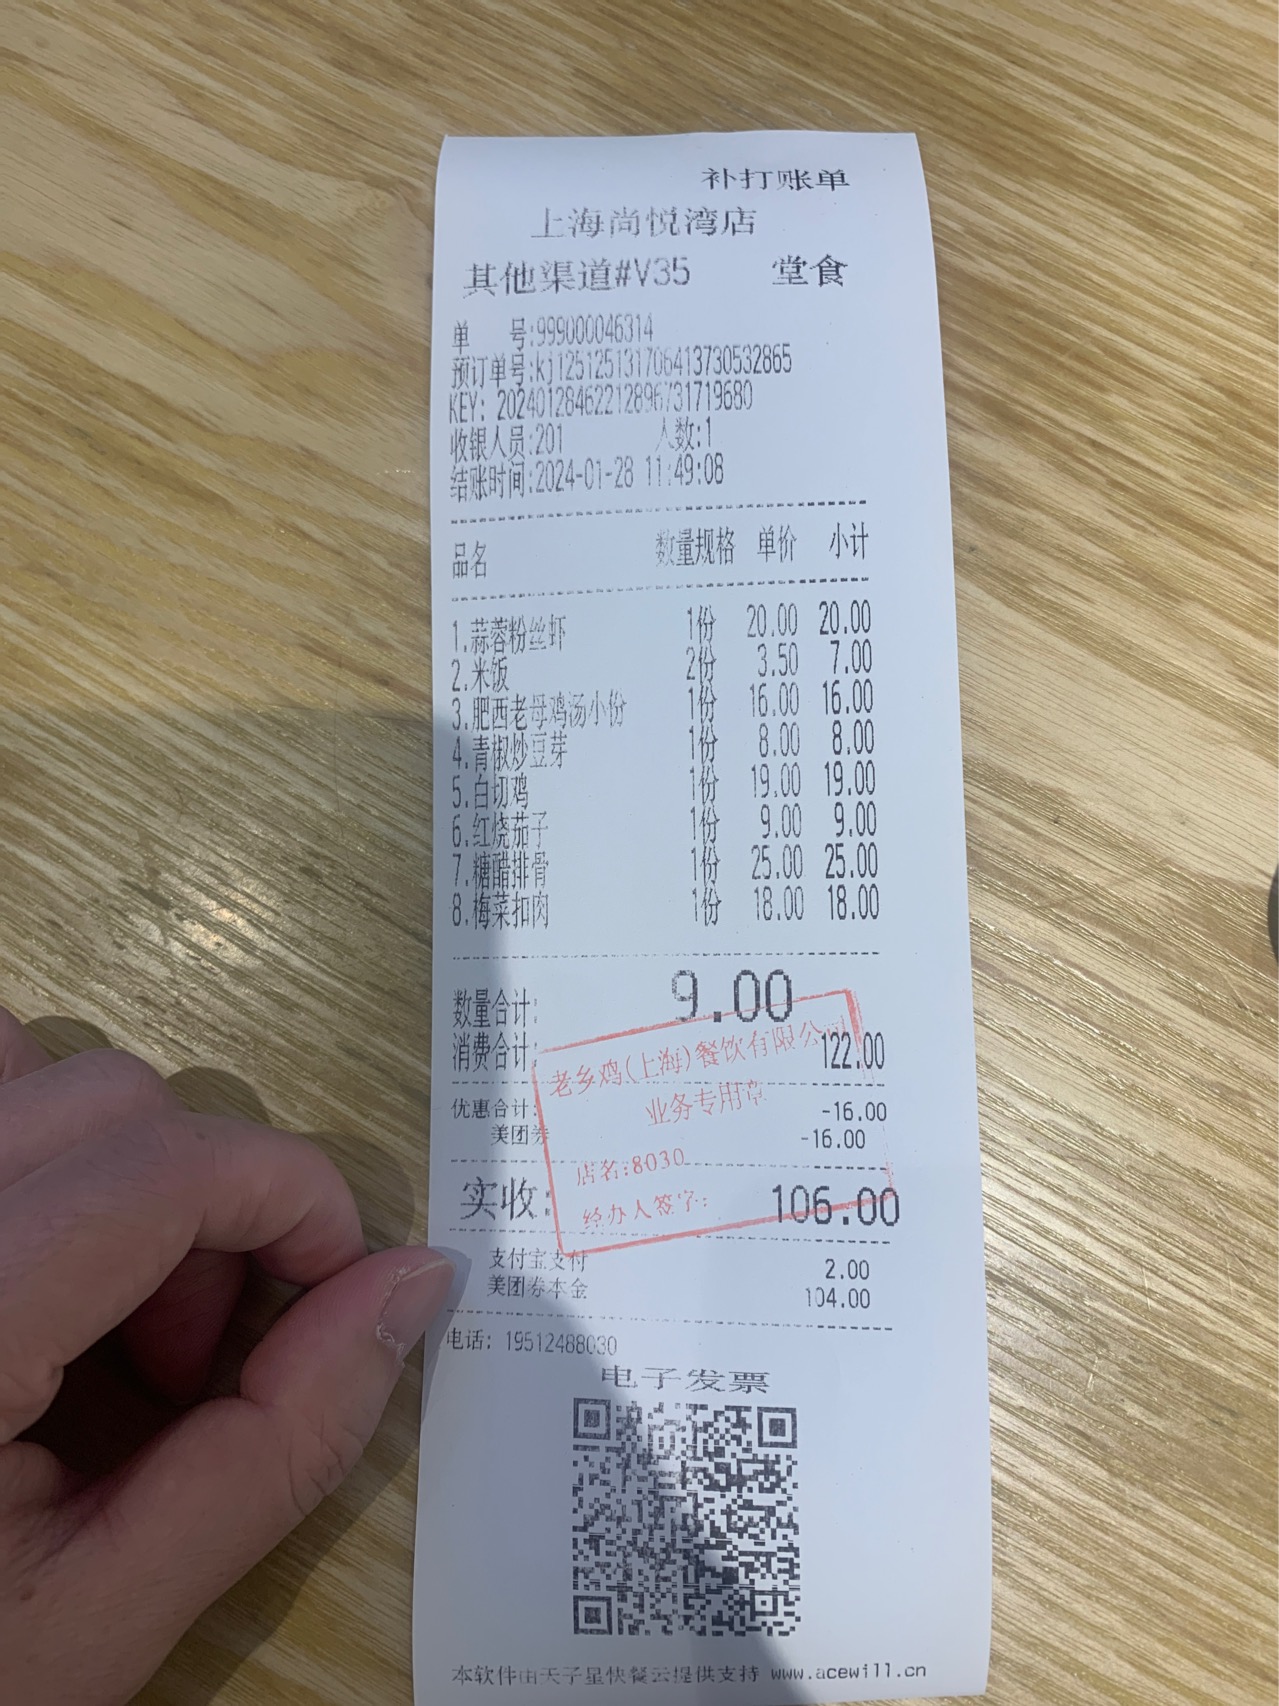 补打账单
上海尚悦湾店
其他渠道#V35 堂食
单 号:999000046314
预订单号:kj125125131706413730532865
KEY: 20240128462212896731719680
收银人员:201 人数:1
结账时间:2024-01-28 11:49:08
品名 数量规格 单价 小计
1.蒜蓉粉丝虾 1份 20.00 20.00
2.米饭 2份 3.50 7.00
3.肥西老母鸡汤小份 1份 16.00 16.00
4.青椒炒豆芽 1份 8.00 8.00
5.白切鸡 1份 19.00 19.00
6.红烧茄子 1份 9.00 9.00
7.糖醋排骨 1份 25.00 25.00
8.梅菜扣肉 1份 18.00 18.00
数量合计: 9.00
消费合计: 122.00
老乡鸡(上海)餐饮有限公司
业务专用章
优惠合计: -16.00
美团券 -16.00
店名:8030
实收: 106.00
经办人签字:
支付宝支付 2.00
美团券本金 104.00
电话: 19512488030
电子发票
本软件由天子星快餐云提供支持 www.acewill.cn